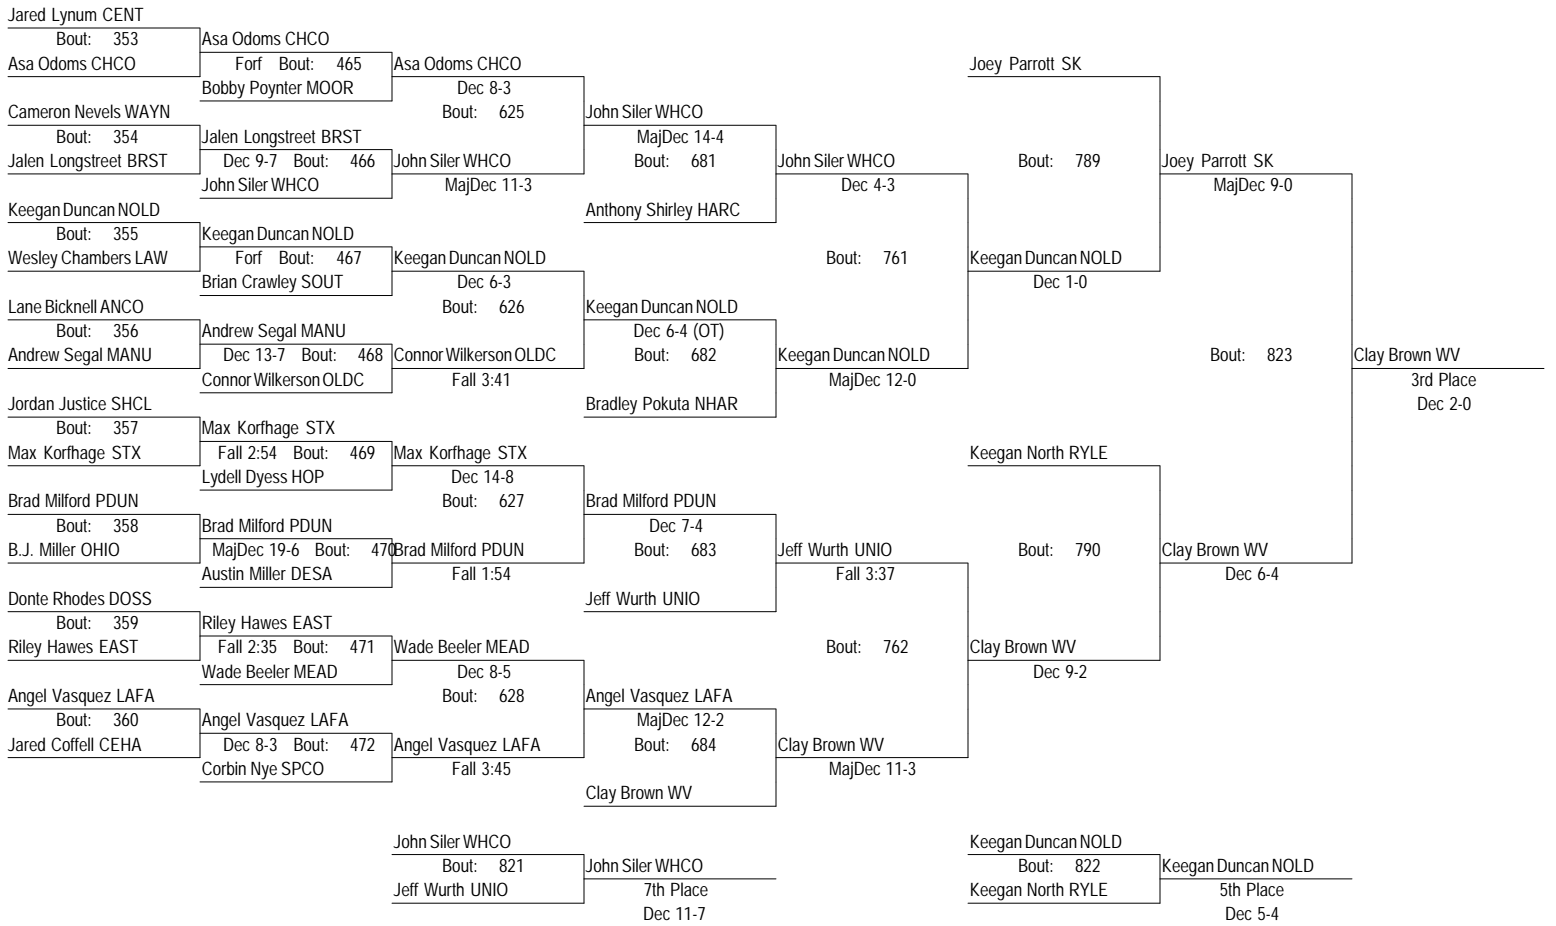 Jared Lynum CENT
Bout: 353
Asa Odoms CHCO
Cameron Nevels WAYN
Bout: 354
Jalen Longstreet BRST
Keegan Duncan NOLD
Bout: 355
Wesley Chambers LAW
Lane Bicknell ANCO
Bout: 356
Andrew Segal MANU
Jordan Justice SHCL
Bout: 357
Max Korfhage STX
Brad Milford PDUN
Bout: 358
B.J. Miller OHIO
Donte Rhodes DOSS
Bout: 359
Riley Hawes EAST
Angel Vasquez LAFA
Bout: 360
Jared Coffell CEHA
Asa Odoms CHCO
Forf Bout: 465
Bobby Poynter MOOR
Jalen Longstreet BRST
Dec 9-7 Bout: 466
John Siler WHCO
Keegan Duncan NOLD
Forf Bout: 467
Brian Crawley SOUT
Andrew Segal MANU
Dec 13-7 Bout: 468
Connor Wilkerson OLDC
Max Korfhage STX
Fall 2:54 Bout: 469
Lydell Dyess HOP
Brad Milford PDUN
MajDec 19-6 Bout: 470
Austin Miller DESA
Riley Hawes EAST
Fall 2:35 Bout: 471
Wade Beeler MEAD
Angel Vasquez LAFA
Dec 8-3 Bout: 472
Corbin Nye SPCO
Asa Odoms CHCO
Dec 8-3
Bout: 625
John Siler WHCO
MajDec 11-3
Keegan Duncan NOLD
Dec 6-3
Bout: 626
Connor Wilkerson OLDC
Fall 3:41
Max Korfhage STX
Dec 14-8
Bout: 627
Brad Milford PDUN
Fall 1:54
Wade Beeler MEAD
Dec 8-5
Bout: 628
Angel Vasquez LAFA
Fall 3:45
John Siler WHCO
MajDec 14-4
Bout: 681
Anthony Shirley HARC
Keegan Duncan NOLD
Dec 6-4 (OT)
Bout: 682
Bradley Pokuta NHAR
Brad Milford PDUN
Dec 7-4
Bout: 683
Jeff Wurth UNIO
Angel Vasquez LAFA
MajDec 12-2
Bout: 684
Clay Brown WV
John Siler WHCO
Dec 4-3
Bout: 761
Keegan Duncan NOLD
MajDec 12-0
Jeff Wurth UNIO
Fall 3:37
Bout: 762
Clay Brown WV
MajDec 11-3
Joey Parrott SK
Bout: 789
Keegan Duncan NOLD
Dec 1-0
Keegan North RYLE
Bout: 790
Clay Brown WV
Dec 9-2
Joey Parrott SK
MajDec 9-0
Bout: 823
Clay Brown WV
Dec 6-4
Clay Brown WV
3rd Place
Dec 2-0
John Siler WHCO
Bout: 821
Jeff Wurth UNIO
John Siler WHCO
7th Place
Dec 11-7
Keegan Duncan NOLD
Bout: 822
Keegan North RYLE
Keegan Duncan NOLD
5th Place
Dec 5-4